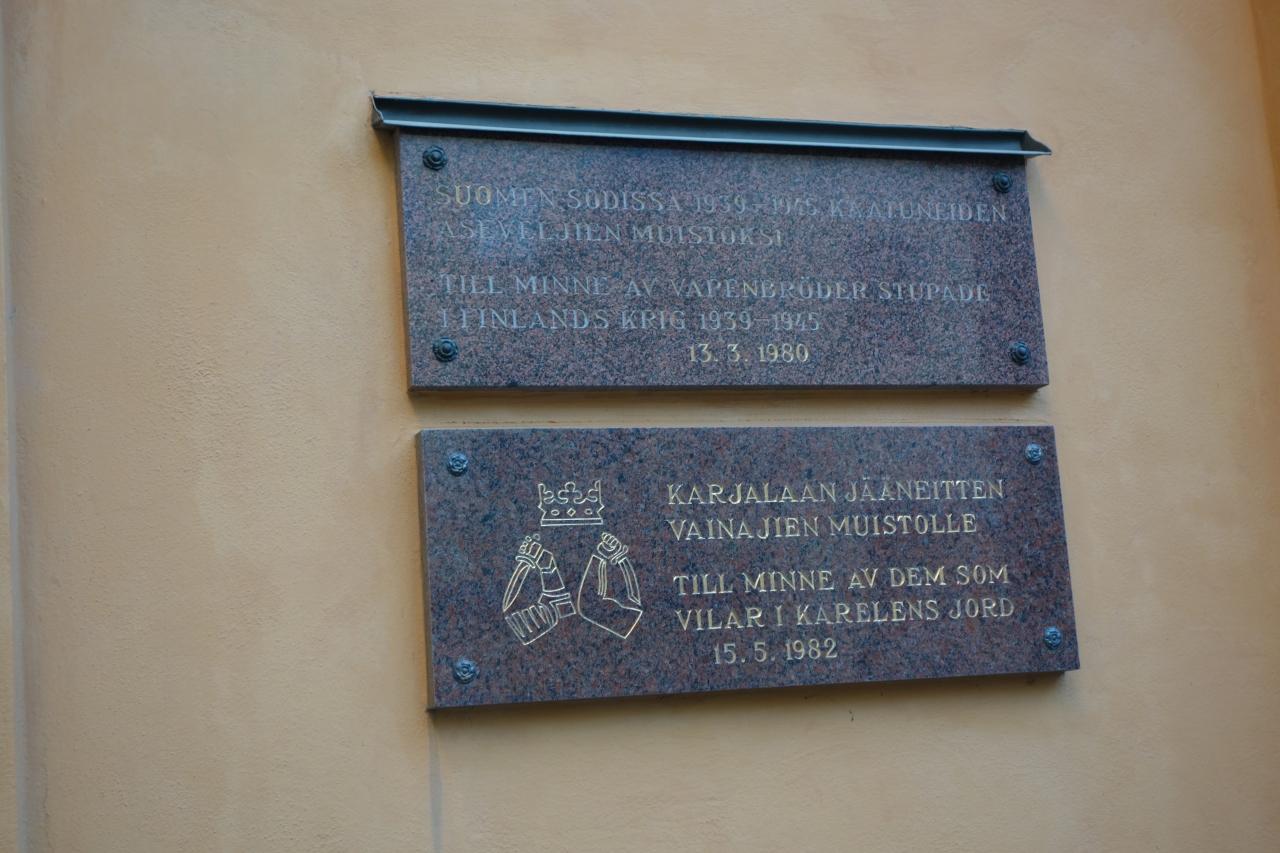 SUOMEN SODISSA 1939-1945 KAATUNEIDEN
ASEVELJIEN MUISTOKSI
TILL MINNE AV VAPENBRÖDER STUPADE
I FINLANDS KRIG 1939-1945
13. 3. 1980
KARJALAAN JÄÄNEITTEN
VAINAJIEN MUISTOLLE
TILL MINNE AV DEM SOM
VILAR I KARELENS JORD
15. 5. 1982